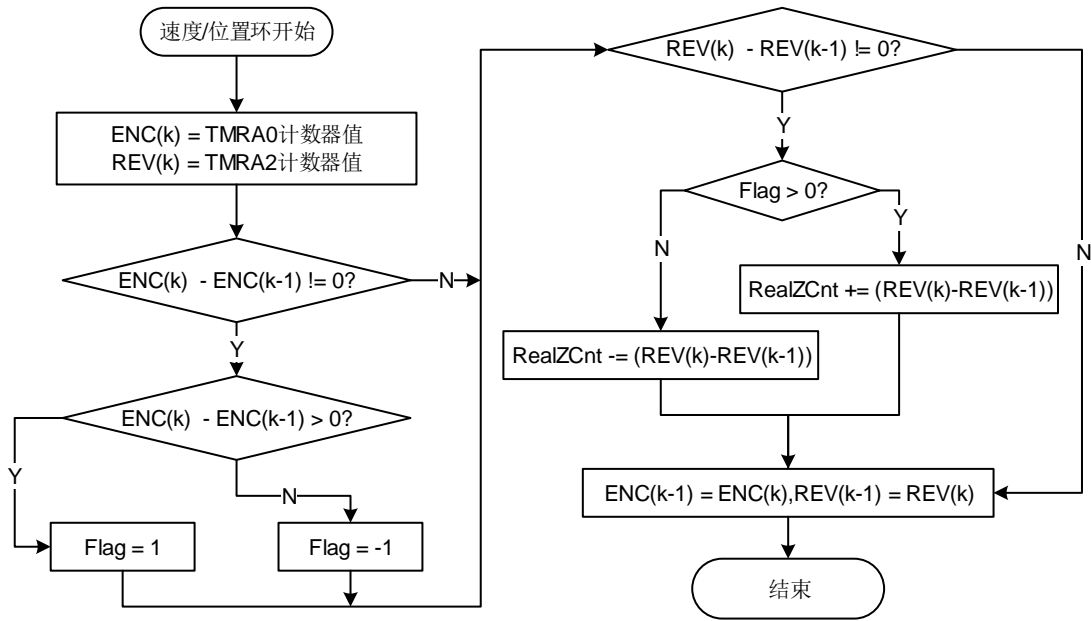 速度/位置环开始
ENC(k) = TMRA0计数器值
REV(k) = TMRA2计数器值
ENC(k) - ENC(k-1) != 0?
N
Y
ENC(k) - ENC(k-1) > 0?
Y
N
Flag = 1
Flag = -1
REV(k) - REV(k-1) != 0?
Y
N
Flag > 0?
N
Y
RealZCnt += (REV(k)-REV(k-1))
RealZCnt -= (REV(k)-REV(k-1))
ENC(k-1) = ENC(k),REV(k-1) = REV(k)
结束